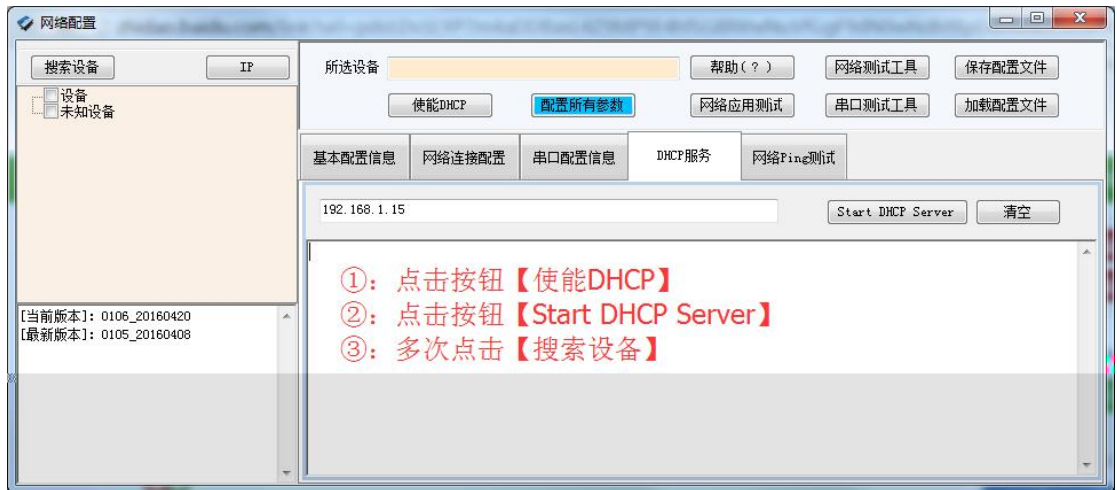 网络配置
搜索设备
IP
设备
未知设备
[当前版本]: 0106_20160420
[最新版本]: 0105_20160408
所选设备
帮助(?)
网络测试工具
保存配置文件
使能DHCP
配置所有参数
网络应用测试
串口测试工具
加载配置文件
基本配置信息
网络连接配置
串口配置信息
DHCP服务
网络Ping测试
192.168.1.15
Start DHCP Server
清空
①：点击按钮【使能DHCP】
②：点击按钮【Start DHCP Server】
③：多次点击【搜索设备】